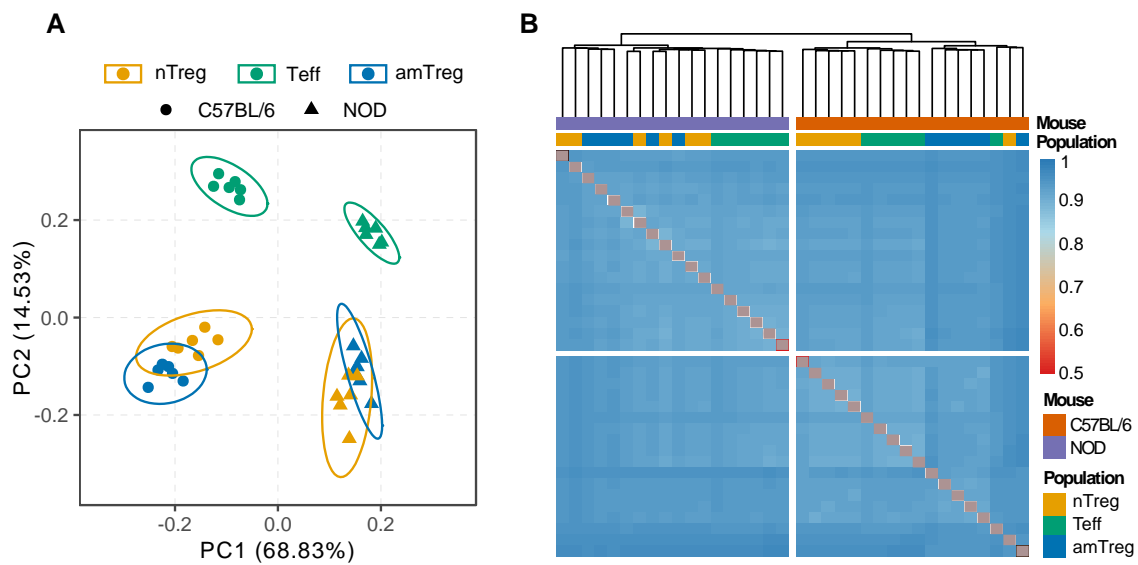 A
nTreg Teff amTreg
C57BL/6 NOD
0.2
0.0
-0.2
-0.2 0.0 0.2
PC1 (68.83%)
PC2 (14.53%)
B
Mouse
Population
1
0.9
0.8
0.7
0.6
0.5
Mouse
C57BL/6
NOD
Population
nTreg
Teff
amTreg